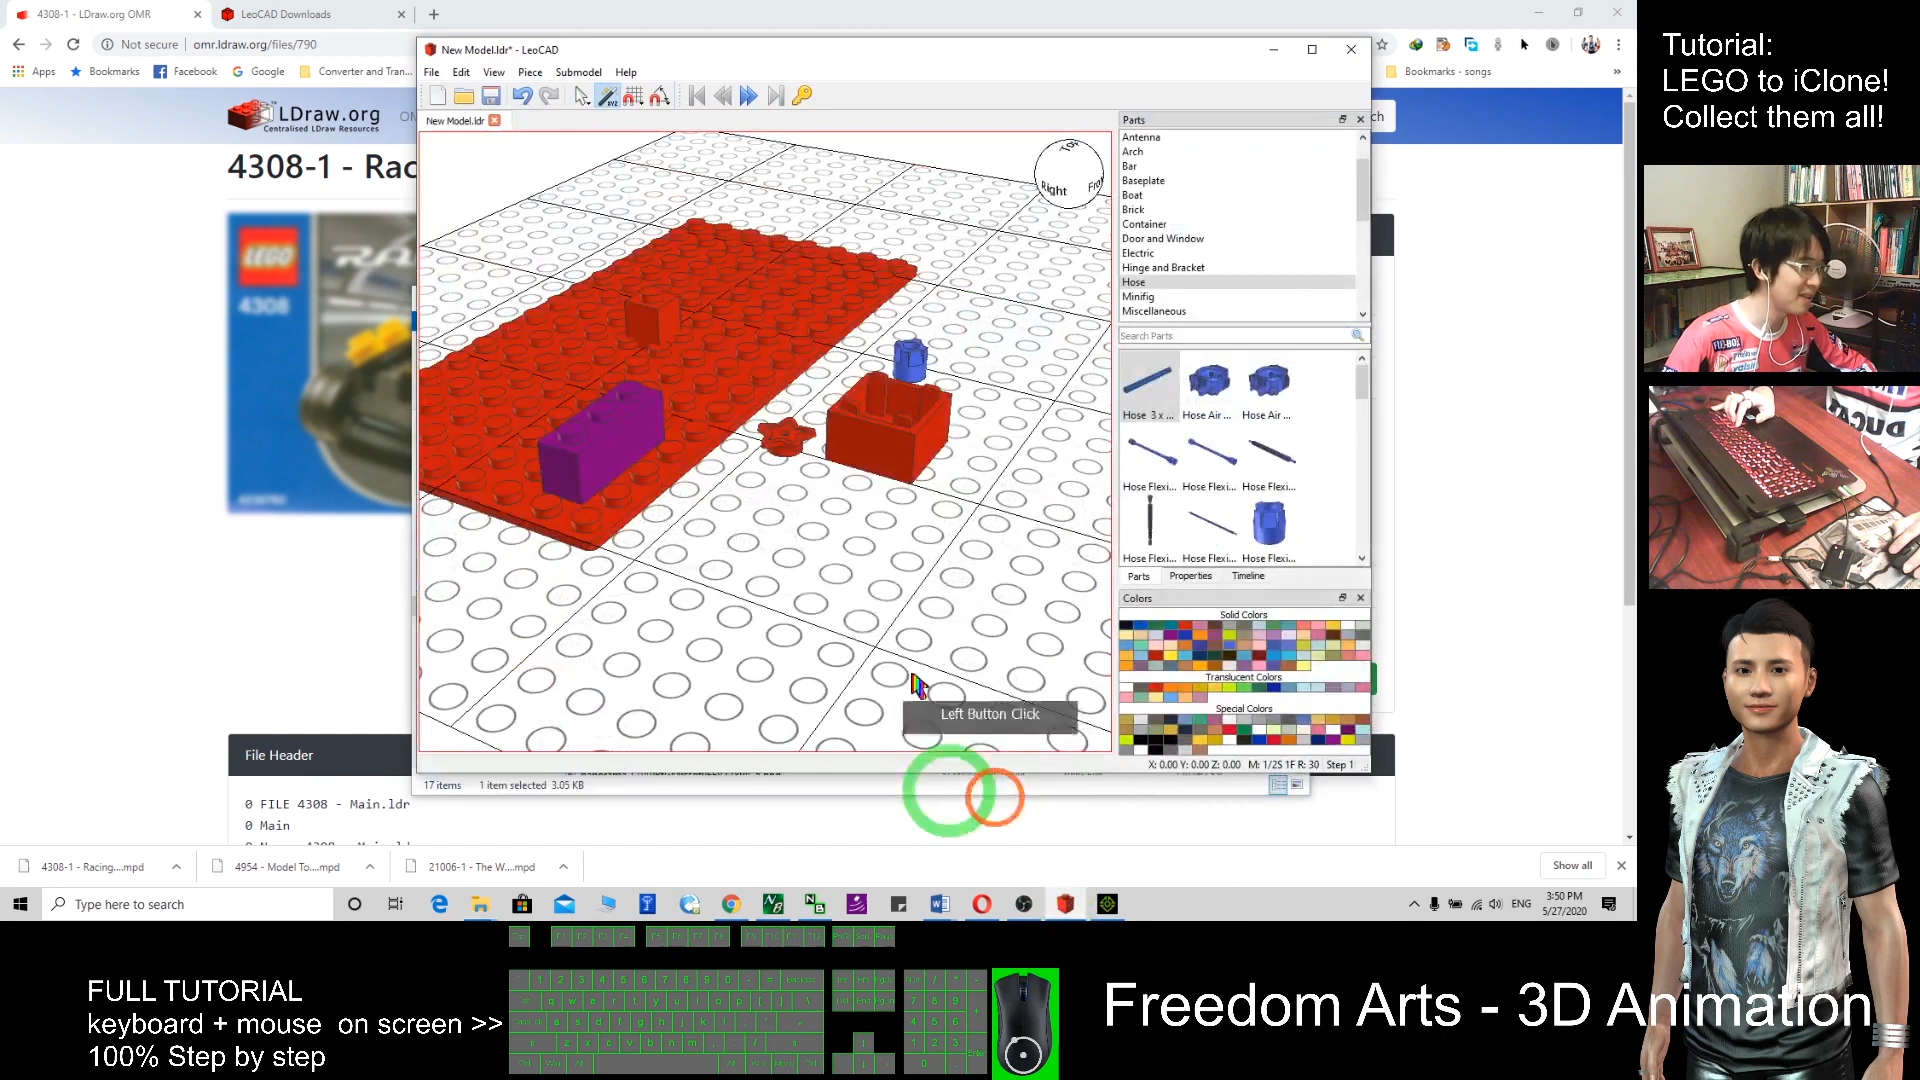 4308-1 - LDraw.org OMR
LeoCAD Downloads
Not secure
omr.ldraw.org/files/790
Apps
Bookmarks
Facebook
Google
Converter and Tran...
Bookmarks - songs
LDraw.org
Centralised LDraw Resources
OM
ch
4308-1 - Rac
LEGO
4308
File Header
0 FILE 4308 - Main.ldr
0 Main
New Model.ldr* - LeoCAD
File Edit View Piece Submodel Help
New Model.ldr
Top
Right
Left Button Click
Parts
Antenna
Arch
Bar
Baseplate
Boat
Brick
Container
Door and Window
Electric
Hinge and Bracket
Hose
Minifig
Miscellaneous
Search Parts
Hose 3 x ... Hose Air ... Hose Air ...
Hose Flexi... Hose Flexi... Hose Flexi...
Hose Flexi... Hose Flexi... Hose Flexi...
Parts Properties Timeline
Colors
Solid Colors
Translucent Colors
Special Colors
X: 0.00 Y: 0.00 Z: 0.00 M: 1/2S 1F R: 30 Step 1
17 items 1 item selected 3.05 KB
4308-1 - Racing....mpd
4954 - Model To....mpd
21006-1 - The W....mpd
Show all
Type here to search
ENG
3:50 PM
5/27/2020
Tutorial:
LEGO to iClone!
Collect them all!
FULL TUTORIAL
keyboard + mouse on screen >>
100% Step by step
Freedom Arts - 3D Animation